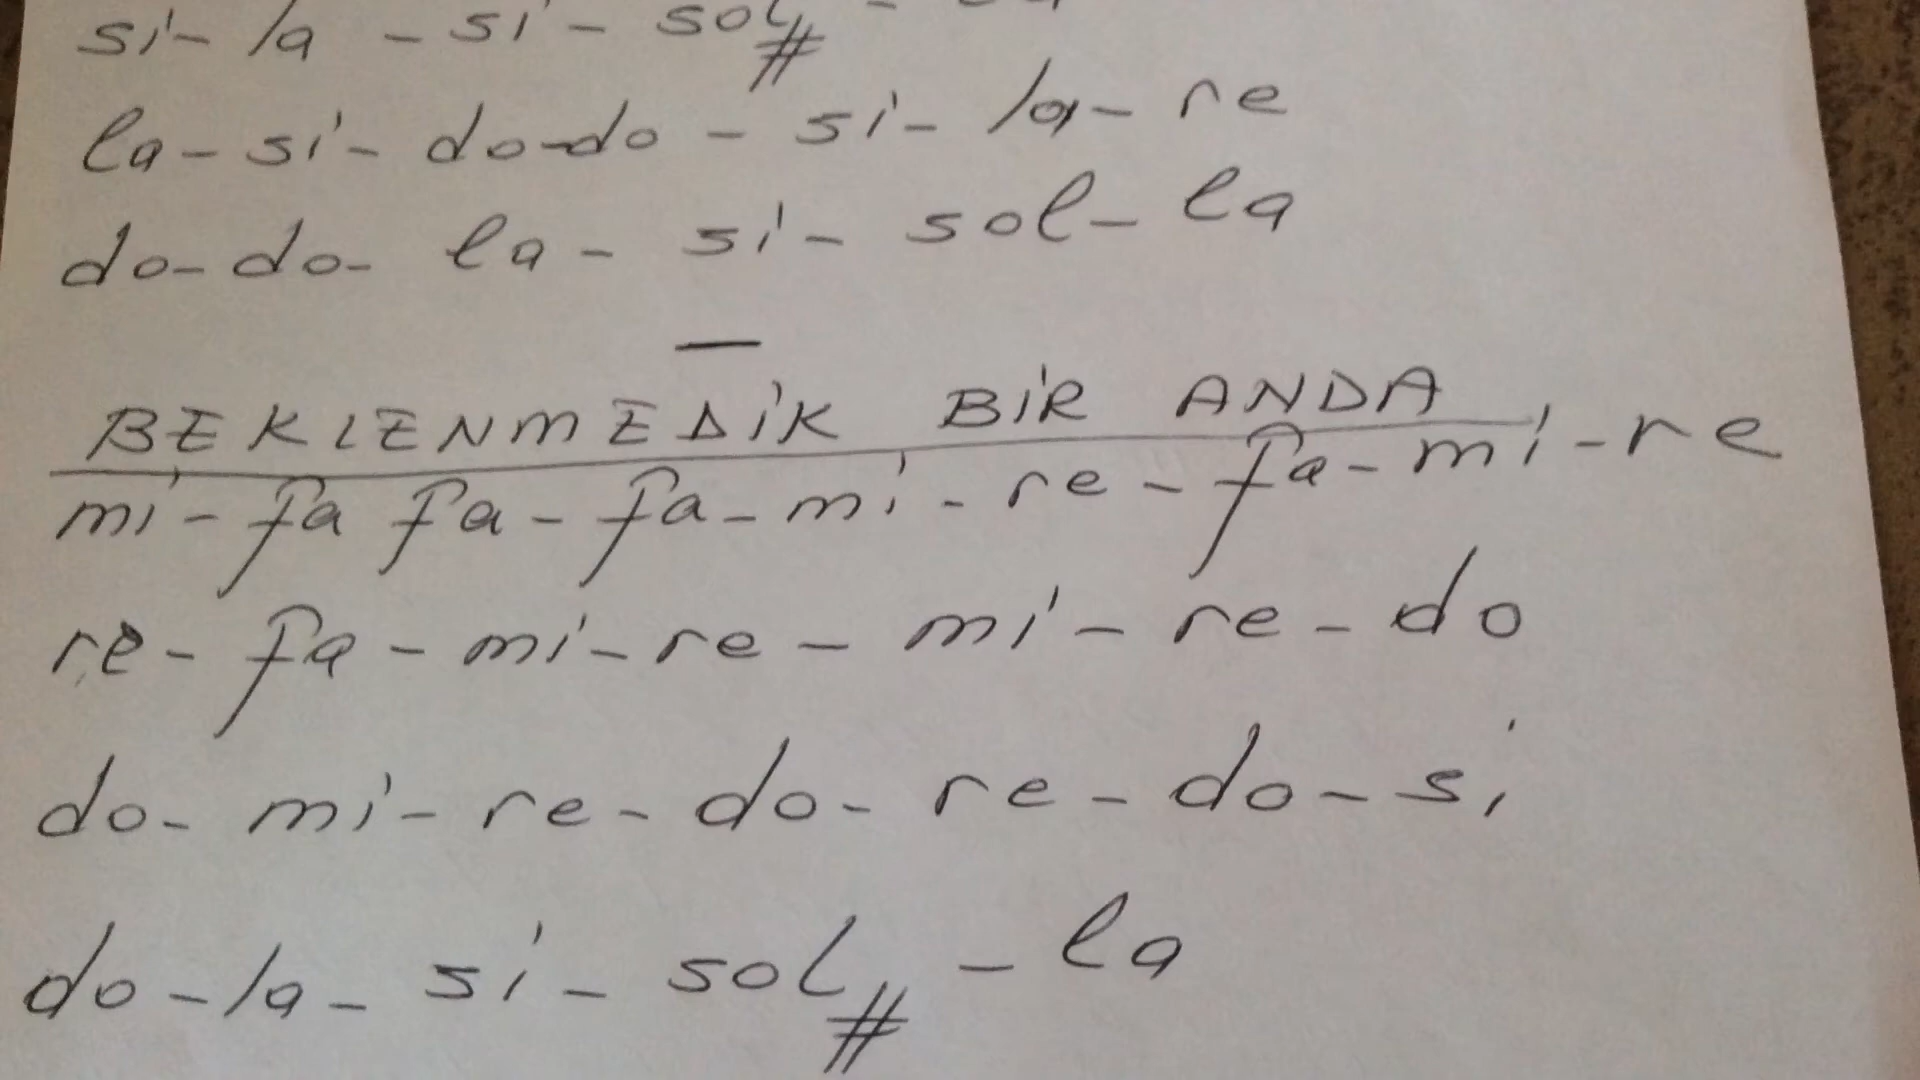 si - la - si - sol# -
la - si - do - do - si - la - re
do - do - la - si - sol - la
—
BEKLENMEDİK BİR ANDA
mi - fa fa - fa - mi - re - fa - mi - re
re - fa - mi - re - mi - re - do
do - mi - re - do - re - do - si
do - la - si - sol# - la